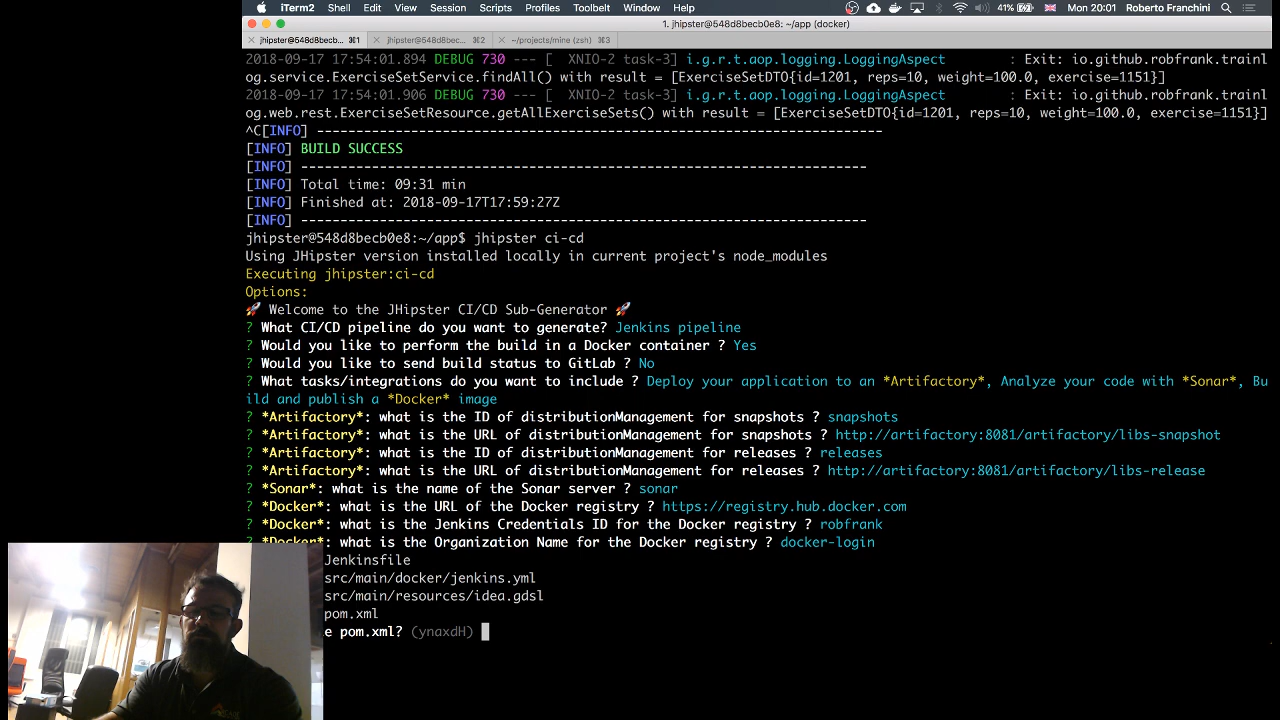 iTerm2 Shell Edit View Session Scripts Profiles Toolbelt Window Help 41% Mon 20:01 Roberto Franchini
1. jhipster@548d8becb0e8: ~/app (docker)
jhipster@548d8becb... ⌘1 jhipster@548d8bec... ⌘2 ~/projects/mine (zsh) ⌘3
2018-09-17 17:54:01.894 DEBUG 730 --- [  XNIO-2 task-3] i.g.r.t.aop.logging.LoggingAspect        : Exit: io.github.robfrank.trainl
og.service.ExerciseSetService.findAll() with result = [ExerciseSetDTO{id=1201, reps=10, weight=100.0, exercise=1151}]
2018-09-17 17:54:01.906 DEBUG 730 --- [  XNIO-2 task-3] i.g.r.t.aop.logging.LoggingAspect        : Exit: io.github.robfrank.trainl
og.web.rest.ExerciseSetResource.getAllExerciseSets() with result = [ExerciseSetDTO{id=1201, reps=10, weight=100.0, exercise=1151}]
^C[INFO] ------------------------------------------------------------------------
[INFO] BUILD SUCCESS
[INFO] ------------------------------------------------------------------------
[INFO] Total time: 09:31 min
[INFO] Finished at: 2018-09-17T17:59:27Z
[INFO] ------------------------------------------------------------------------
jhipster@548d8becb0e8:~/app$ jhipster ci-cd
Using JHipster version installed locally in current project's node_modules
Executing jhipster:ci-cd
Options:
🚀 Welcome to the JHipster CI/CD Sub-Generator 🚀
? What CI/CD pipeline do you want to generate? Jenkins pipeline
? Would you like to perform the build in a Docker container ? Yes
? Would you like to send build status to GitLab ? No
? What tasks/integrations do you want to include ? Deploy your application to an *Artifactory*, Analyze your code with *Sonar*, Bu
ild and publish a *Docker* image
? *Artifactory*: what is the ID of distributionManagement for snapshots ? snapshots
? *Artifactory*: what is the URL of distributionManagement for snapshots ? http://artifactory:8081/artifactory/libs-snapshot
? *Artifactory*: what is the ID of distributionManagement for releases ? releases
? *Artifactory*: what is the URL of distributionManagement for releases ? http://artifactory:8081/artifactory/libs-release
? *Sonar*: what is the name of the Sonar server ? sonar
? *Docker*: what is the URL of the Docker registry ? https://registry.hub.docker.com
? *Docker*: what is the Jenkins Credentials ID for the Docker registry ? robfrank
? *Docker*: what is the Organization Name for the Docker registry ? docker-login
Jenkinsfile
src/main/docker/jenkins.yml
src/main/resources/idea.gdsl
pom.xml
e pom.xml? (ynaxdH)